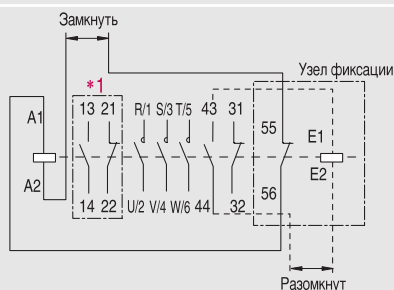 Замкнуть
Узел фиксации
*1
A1 13 21 R/1 S/3 T/5 43 31 55 E1
A2 14 22 U/2 V/4 W/6 44 32 56 E2
Разомкнут